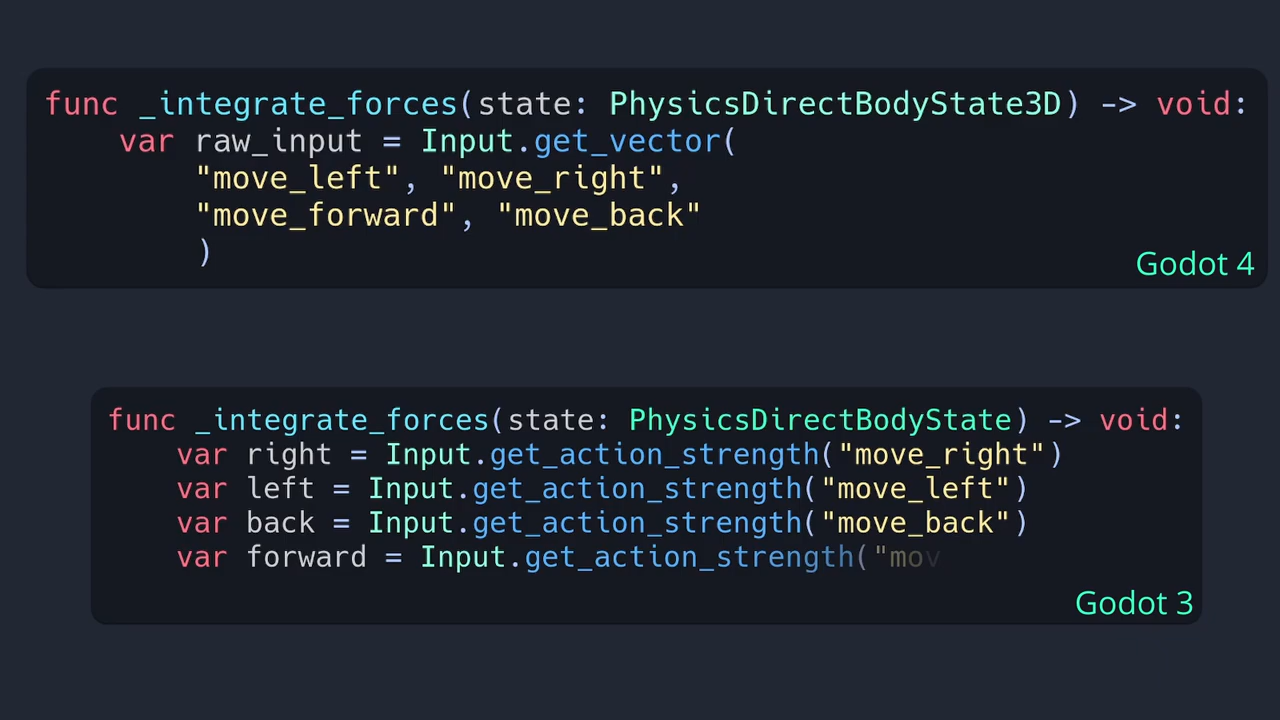 func _integrate_forces(state: PhysicsDirectBodyState3D) -> void:
var raw_input = Input.get_vector(
"move_left", "move_right",
"move_forward", "move_back"
)
Godot 4
func _integrate_forces(state: PhysicsDirectBodyState) -> void:
var right = Input.get_action_strength("move_right")
var left = Input.get_action_strength("move_left")
var back = Input.get_action_strength("move_back")
var forward = Input.get_action_strength("mov
Godot 3